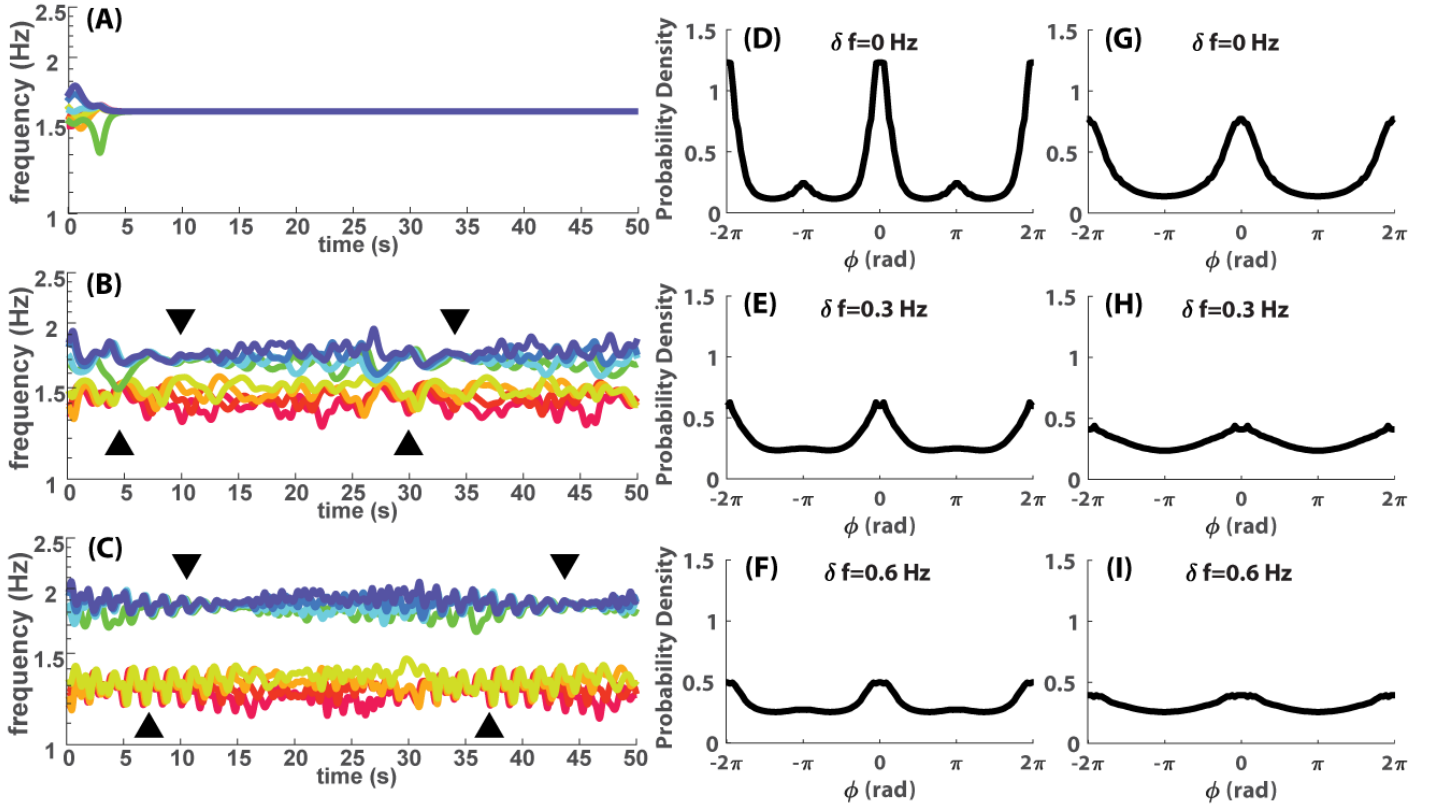 (A)
frequency (Hz)
2.5
2
1.5
1
0 5 10 15 20 25 30 35 40 45 50
time (s)
(B)
frequency (Hz)
2.5
2
1.5
1
0 5 10 15 20 25 30 35 40 45 50
time (s)
(C)
frequency (Hz)
2.5
2
1.5
1
0 5 10 15 20 25 30 35 40 45 50
time (s)
(D)
δ f=0 Hz
Probability Density
1.5
1
0.5
0
-2π -π 0 π 2π
ϕ (rad)
(E)
δ f=0.3 Hz
Probability Density
1.5
1
0.5
0
-2π -π 0 π 2π
ϕ (rad)
(F)
δ f=0.6 Hz
Probability Density
1.5
1
0.5
0
-2π -π 0 π 2π
ϕ (rad)
(G)
δ f=0 Hz
1.5
1
0.5
0
-2π -π 0 π 2π
ϕ (rad)
(H)
δ f=0.3 Hz
1.5
1
0.5
0
-2π -π 0 π 2π
ϕ (rad)
(I)
δ f=0.6 Hz
1.5
1
0.5
0
-2π -π 0 π 2π
ϕ (rad)